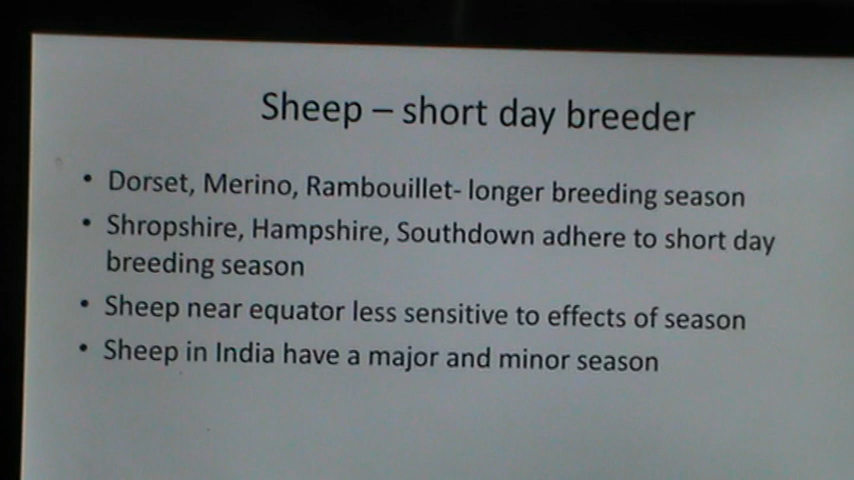 Sheep – short day breeder
• Dorset, Merino, Rambouillet- longer breeding season
• Shropshire, Hampshire, Southdown adhere to short day
breeding season
• Sheep near equator less sensitive to effects of season
• Sheep in India have a major and minor season